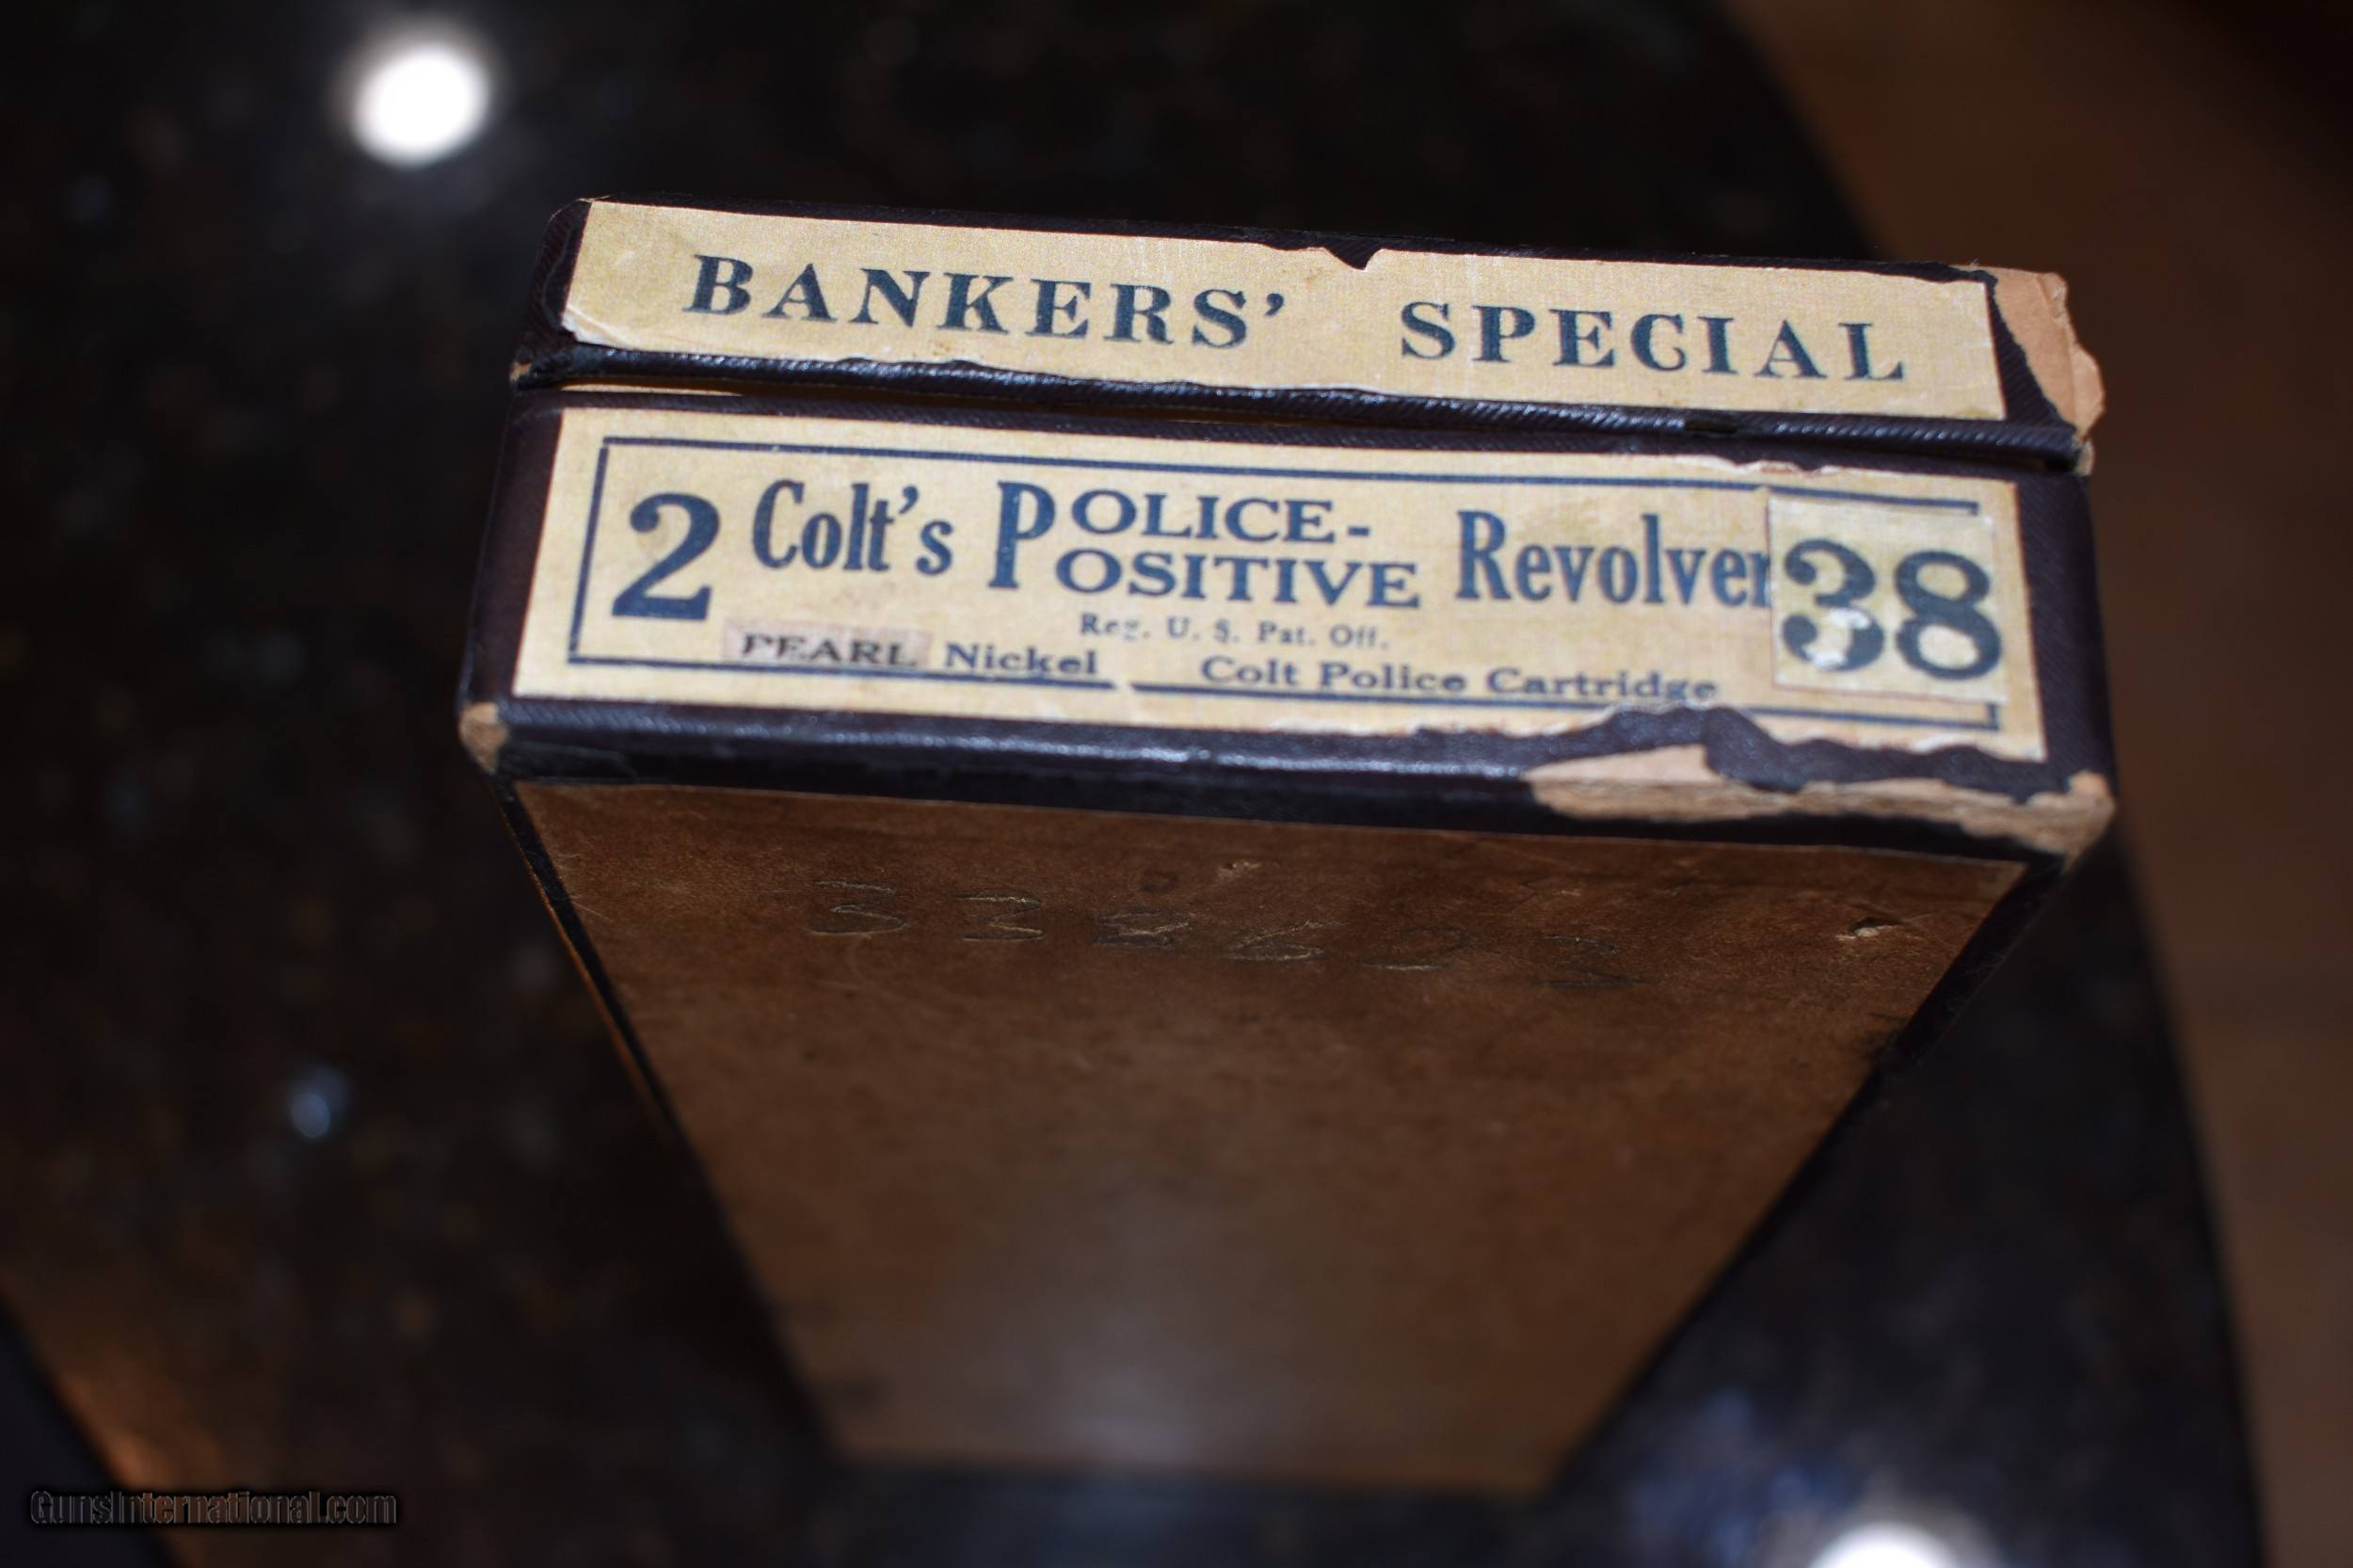 BANKERS' SPECIAL
2 Colt's POLICE-POSITIVE Revolver 38
Reg. U. S. Pat. Off.
PEARL Nickel Colt Police Cartridge
GunsInternational.com